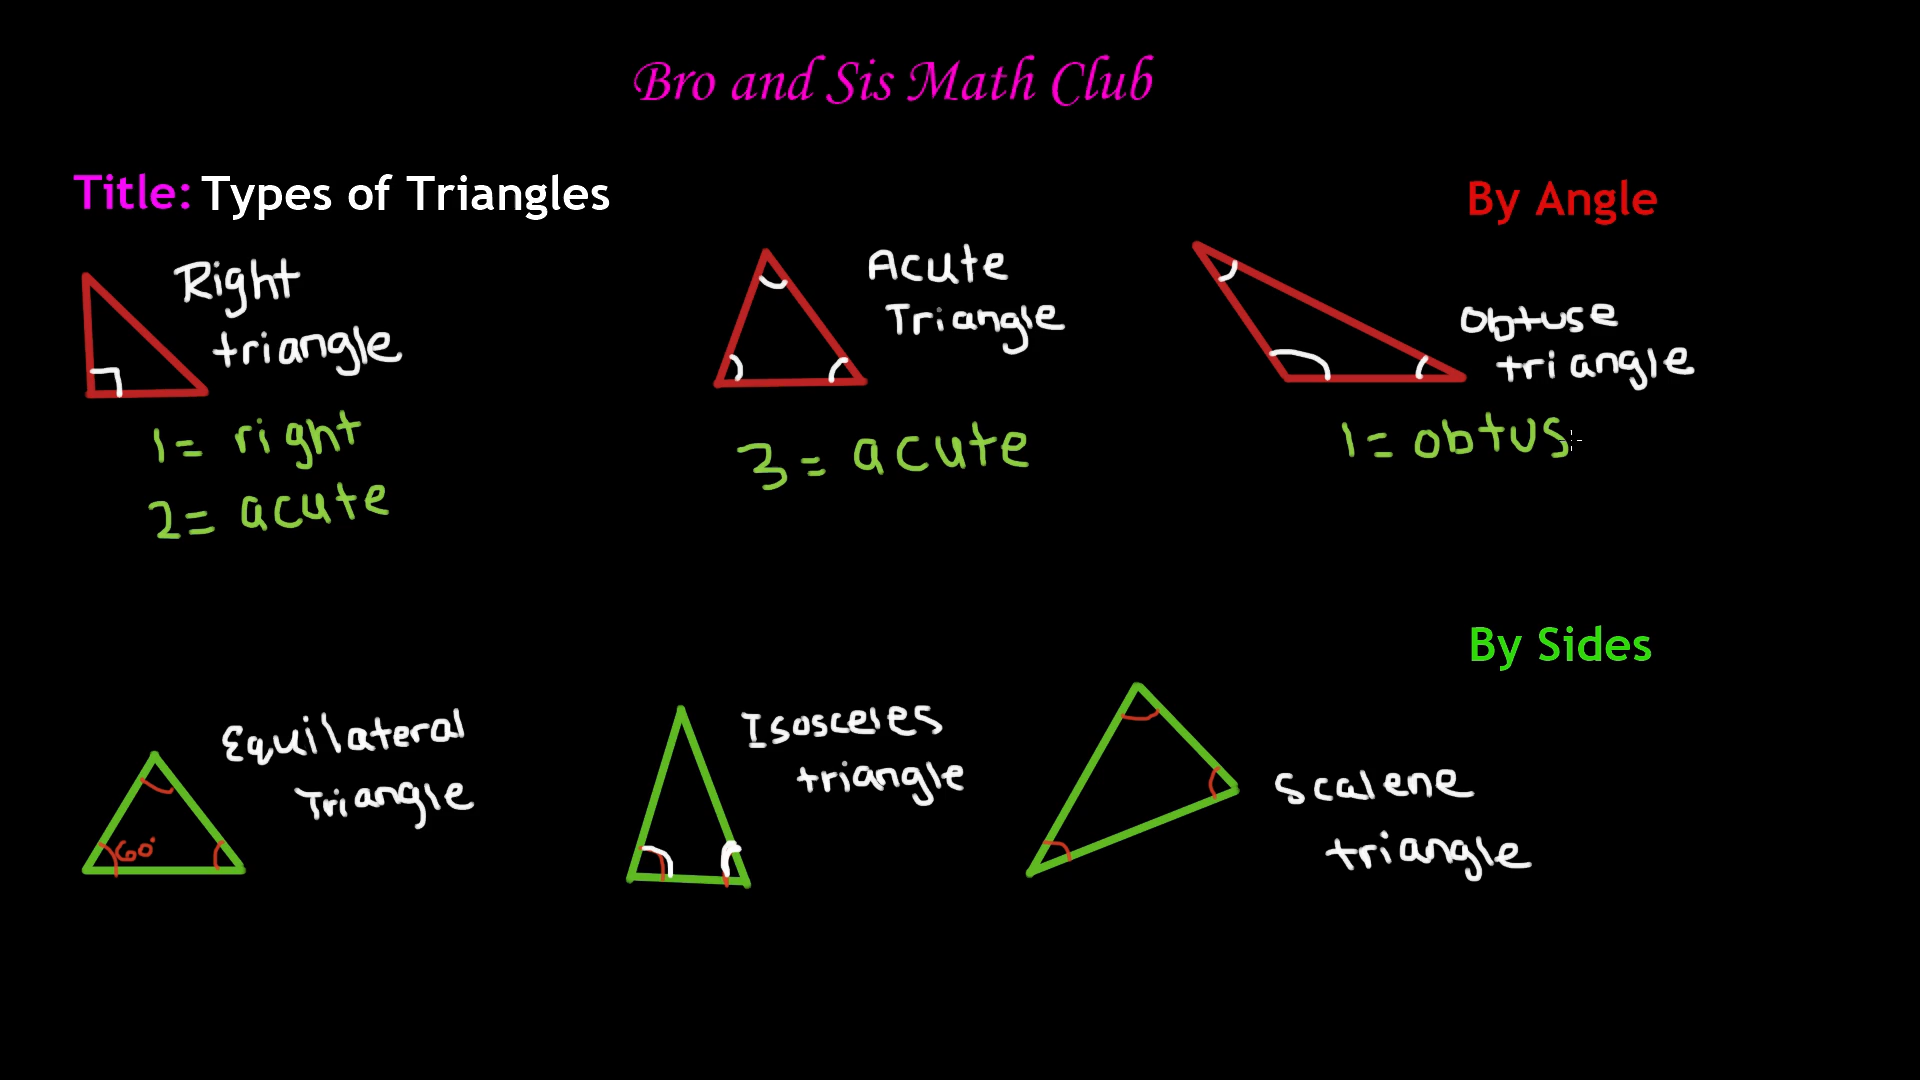 Bro and Sis Math Club
Title: Types of Triangles
By Angle
Right
triangle
1= right
2= acute
Acute
Triangle
3= acute
obtuse
triangle
1= obtus
By Sides
Equilateral
Triangle
60°
Isosceles
triangle
Scalene
triangle